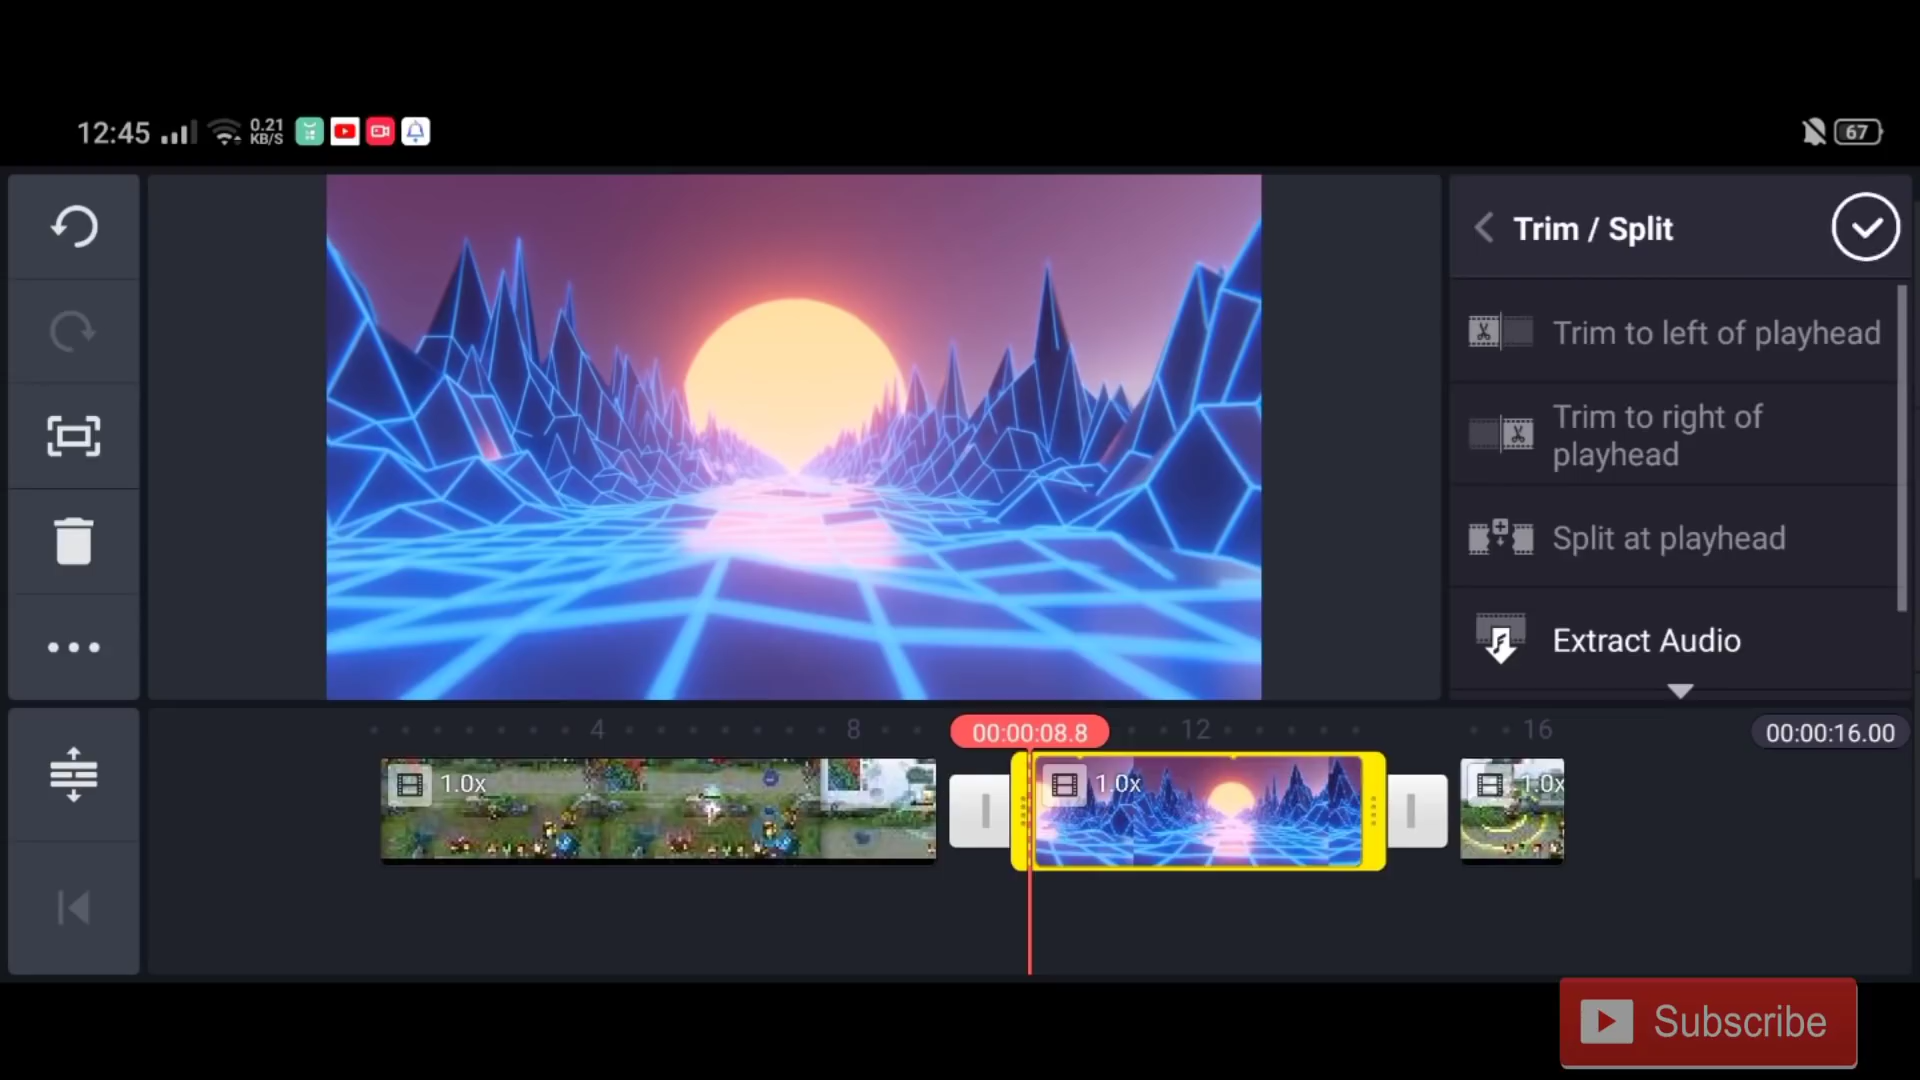 12:45
0.21
KB/S
67
Trim / Split
Trim to left of playhead
Trim to right of
playhead
Split at playhead
Extract Audio
4
8
00:00:08.8
12
16
00:00:16.00
1.0x
1.0x
1.0x
Subscribe